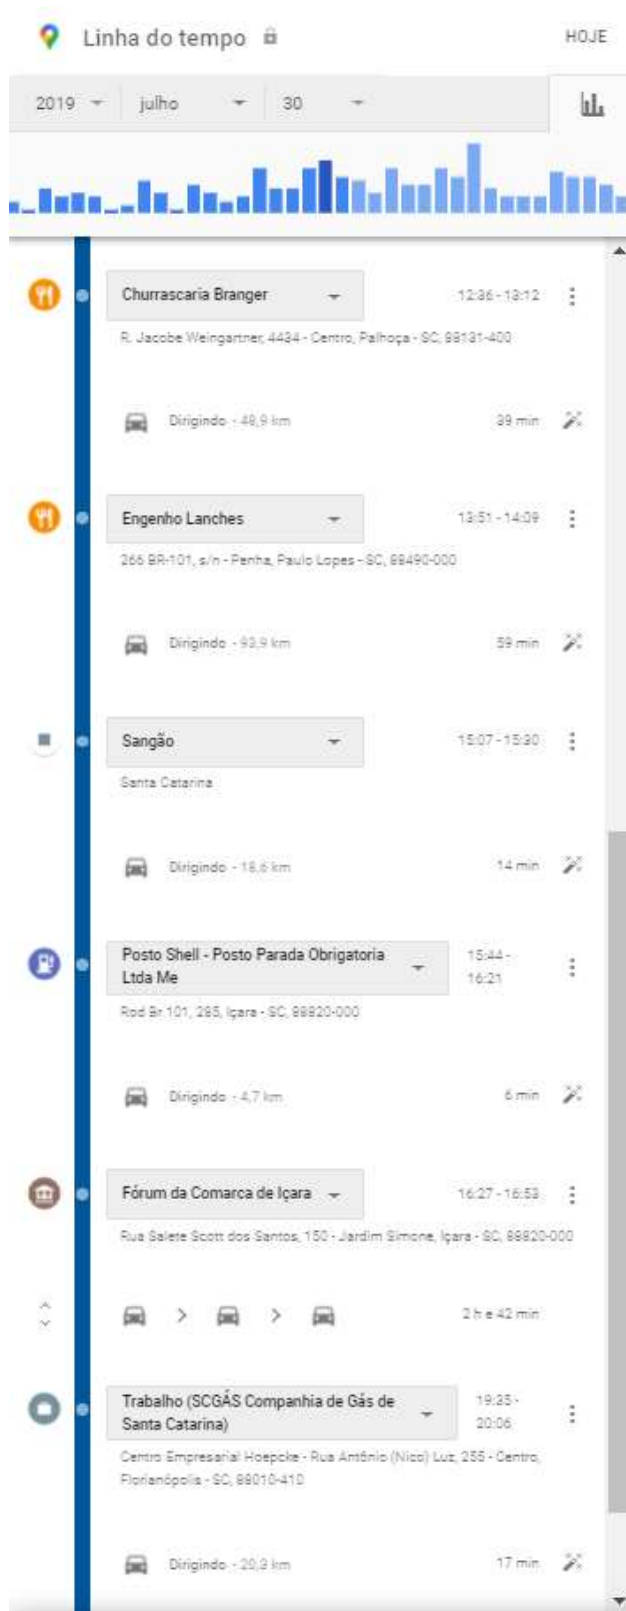 Linha do tempo
HOJE
2019 julho 30
Churrascaria Branger 12:36 - 13:12
R. Jacobe Weingartner, 4434 - Centro, Palhoça - SC, 88131-400
Dirigindo - 48,9 km 39 min
Engenho Lanches 13:51 - 14:09
266 BR-101, s/n - Penha, Paulo Lopes - SC, 88490-000
Dirigindo - 93,9 km 59 min
Sangão 15:07 - 15:30
Santa Catarina
Dirigindo - 18,6 km 14 min
Posto Shell - Posto Parada Obrigatoria 15:44 -
Ltda Me 16:21
Rod Br 101, 285, Içara - SC, 88820-000
Dirigindo - 4,7 km 6 min
Fórum da Comarca de Içara 16:27 - 16:53
Rua Salete Scott dos Santos, 150 - Jardim Simone, Içara - SC, 88820-000
2 h e 42 min
Trabalho (SCGÁS Companhia de Gás de 19:35 -
Santa Catarina) 20:06
Centro Empresarial Hoepcke - Rua Antônio (Nico) Luz, 255 - Centro,
Florianópolis - SC, 88010-410
Dirigindo - 20,3 km 17 min